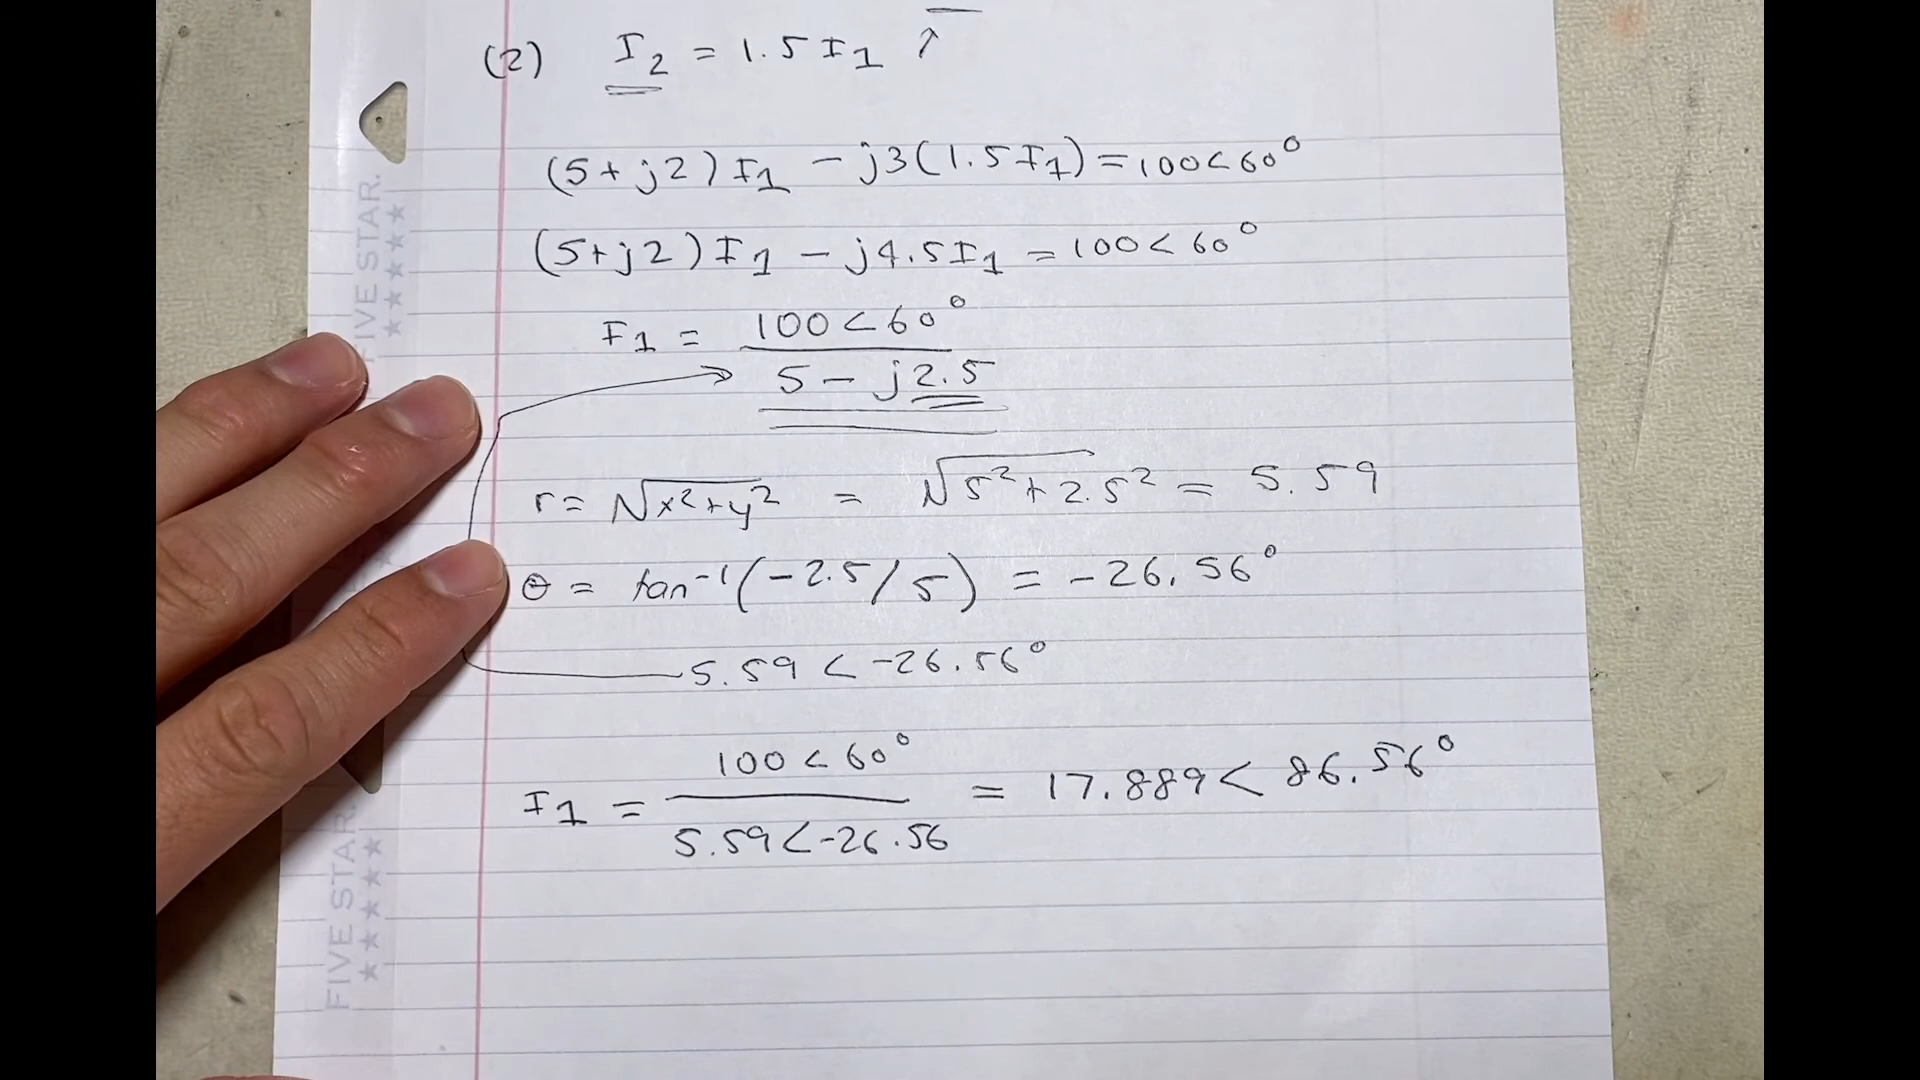 (2) I2 = 1.5 I1 ↑
(5+j2) I1 - j3(1.5 I1) = 100<60°
(5+j2) I1 - j4.5 I1 = 100<60°
I1 = 100<60° / 5 - j2.5
r = √x²+y² = √5²+2.5² = 5.59
θ = tan⁻¹(-2.5/5) = -26.56°
5.59 < -26.56°
I1 = 100<60° / 5.59<-26.56 = 17.889<86.56°
FIVE STAR.
FIVE STAR.